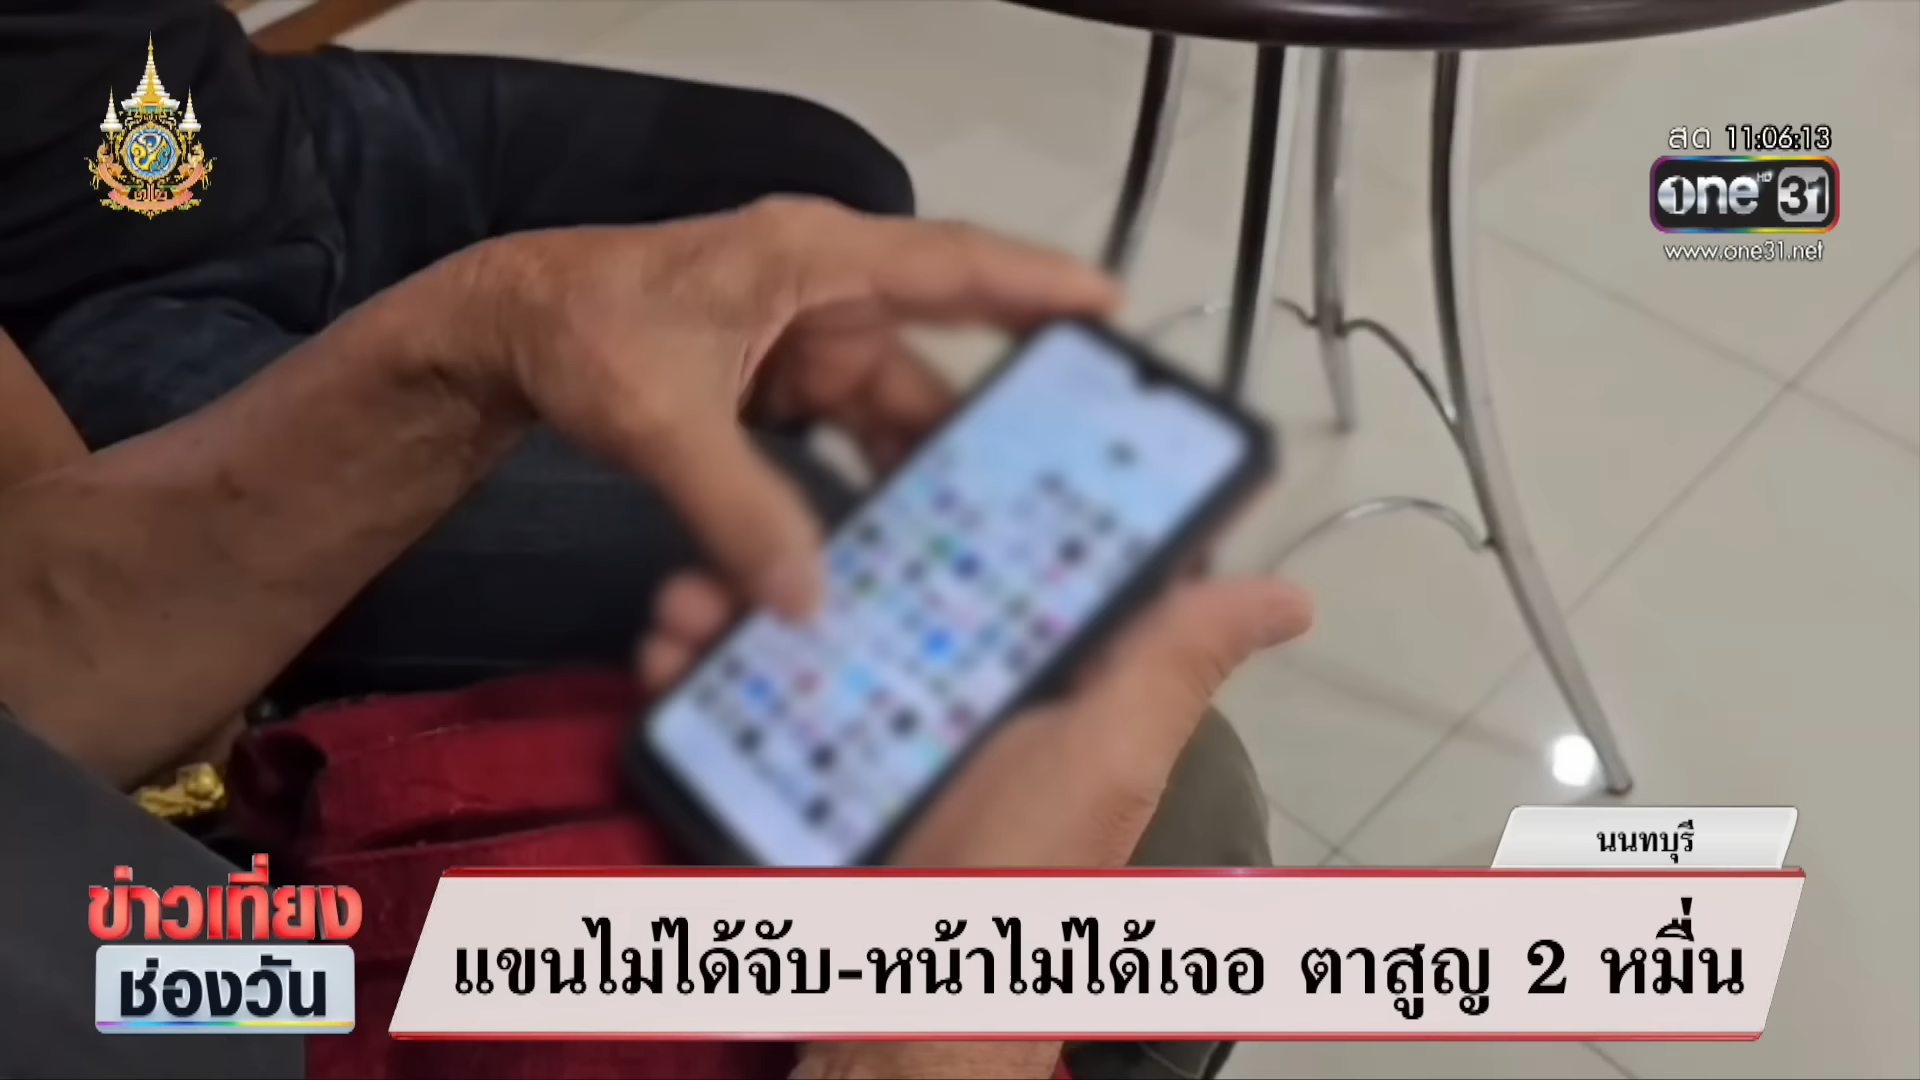 สด 11:06:13
one HD 31
www.one31.net
นนทบุรี
ข่าวเที่ยง
ช่องวัน
แขนไม่ได้จับ-หน้าไม่ได้เจอ ตาสูญ 2 หมื่น